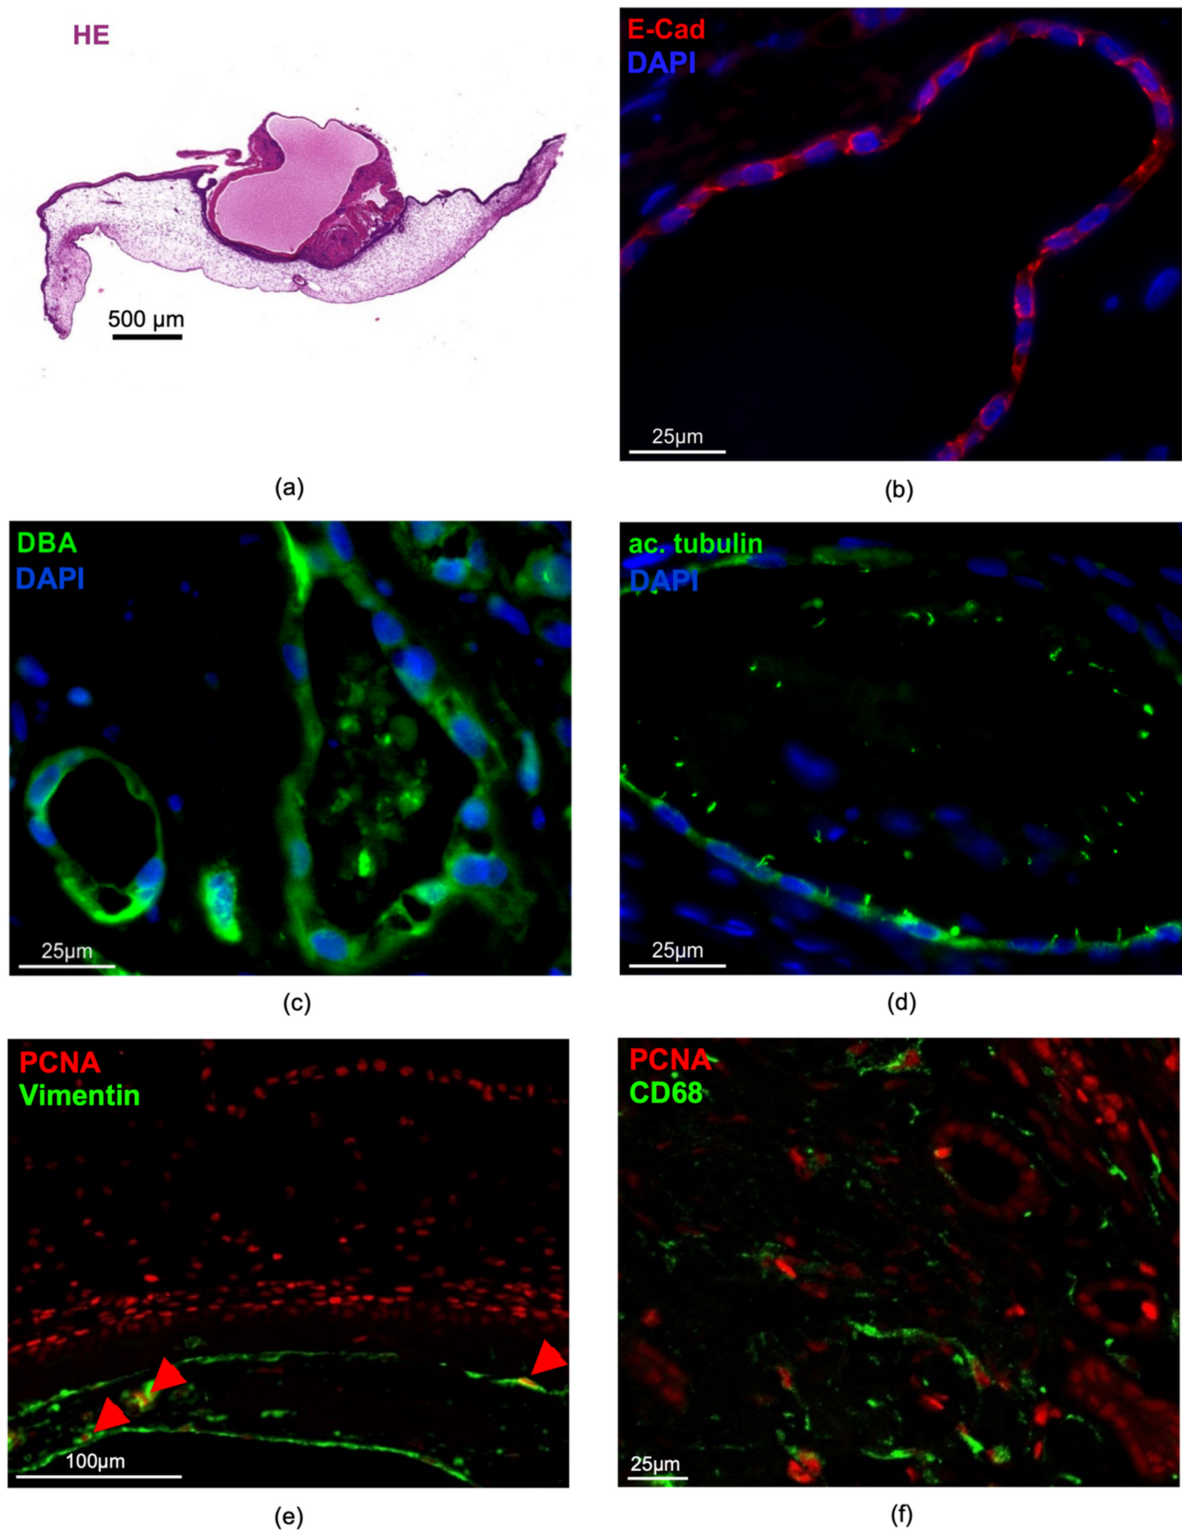 HE
500 µm
(a)
E-Cad
DAPI
25µm
(b)
DBA
DAPI
25µm
(c)
ac. tubulin
DAPI
25µm
(d)
PCNA
Vimentin
100µm
(e)
PCNA
CD68
25µm
(f)